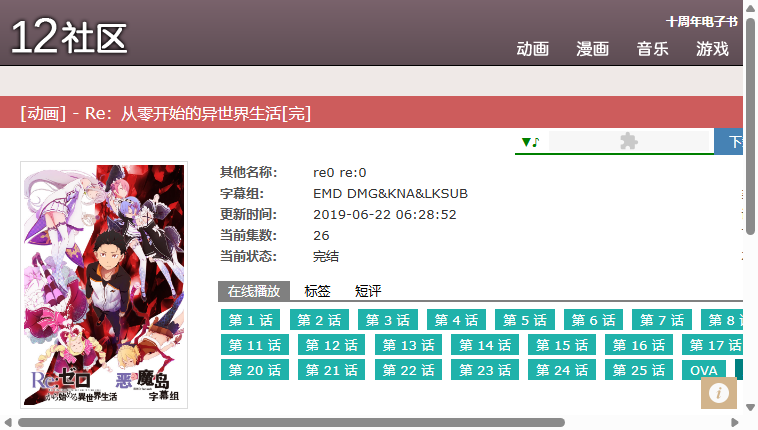 12社区
十周年电子书
动画 漫画 音乐 游戏
[动画] - Re：从零开始的异世界生活[完]
▼♪
其他名称: re0 re:0
字幕组: EMD DMG&KNA&LKSUB
更新时间: 2019-06-22 06:28:52
当前集数: 26
当前状态: 完结
在线播放 标签 短评
第 1 话 第 2 话 第 3 话 第 4 话 第 5 话 第 6 话 第 7 话 第 8
第 11 话 第 12 话 第 13 话 第 14 话 第 15 话 第 16 话 第 17 话
第 20 话 第 21 话 第 22 话 第 23 话 第 24 话 第 25 话 OVA
Re:ゼロ
から始める異世界生活
恶魔岛
字幕组